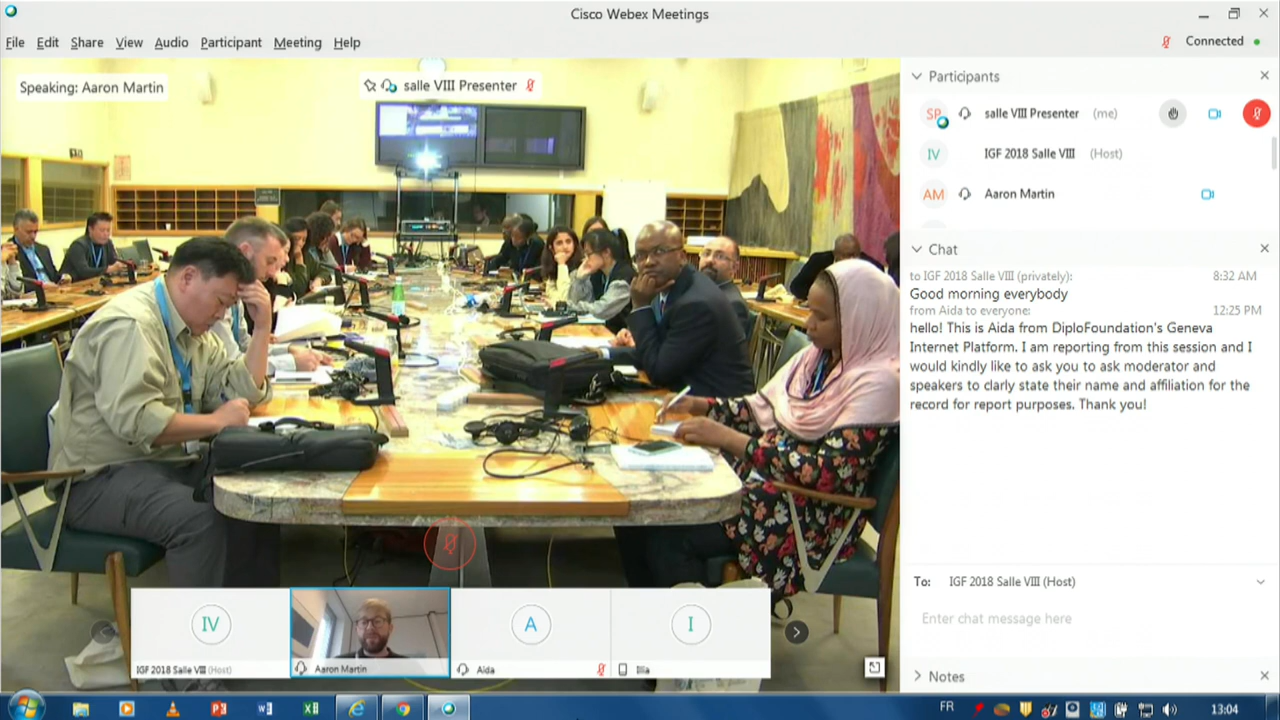 Cisco Webex Meetings
File Edit Share View Audio Participant Meeting Help
Connected
Speaking: Aaron Martin
salle VIII Presenter
Participants
SP salle VIII Presenter (me)
IV IGF 2018 Salle VIII (Host)
AM Aaron Martin
Chat
to IGF 2018 Salle VIII (privately): 8:32 AM
Good morning everybody
from Aida to everyone: 12:25 PM
hello! This is Aida from DiploFoundation's Geneva
Internet Platform. I am reporting from this session and I
would kindly like to ask you to ask moderator and
speakers to clarly state their name and affiliation for the
record for report purposes. Thank you!
To: IGF 2018 Salle VIII (Host)
Enter chat message here
Notes
IV
A
I
IGF 2018 Salle VIII (Host)
Aaron Martin
Aida
Illia
FR
13:04